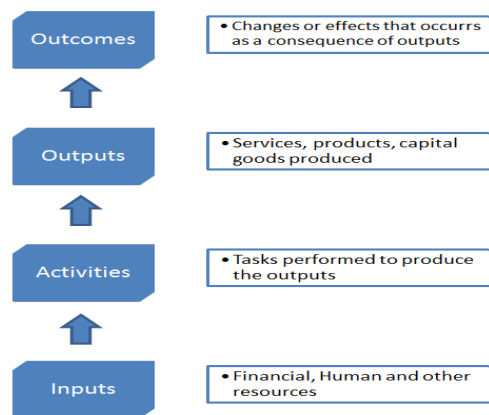 Outcomes
• Changes or effects that occurrs
as a consequence of outputs
Outputs
• Services, products, capital
goods produced
Activities
• Tasks performed to produce
the outputs
Inputs
• Financial, Human and other
resources